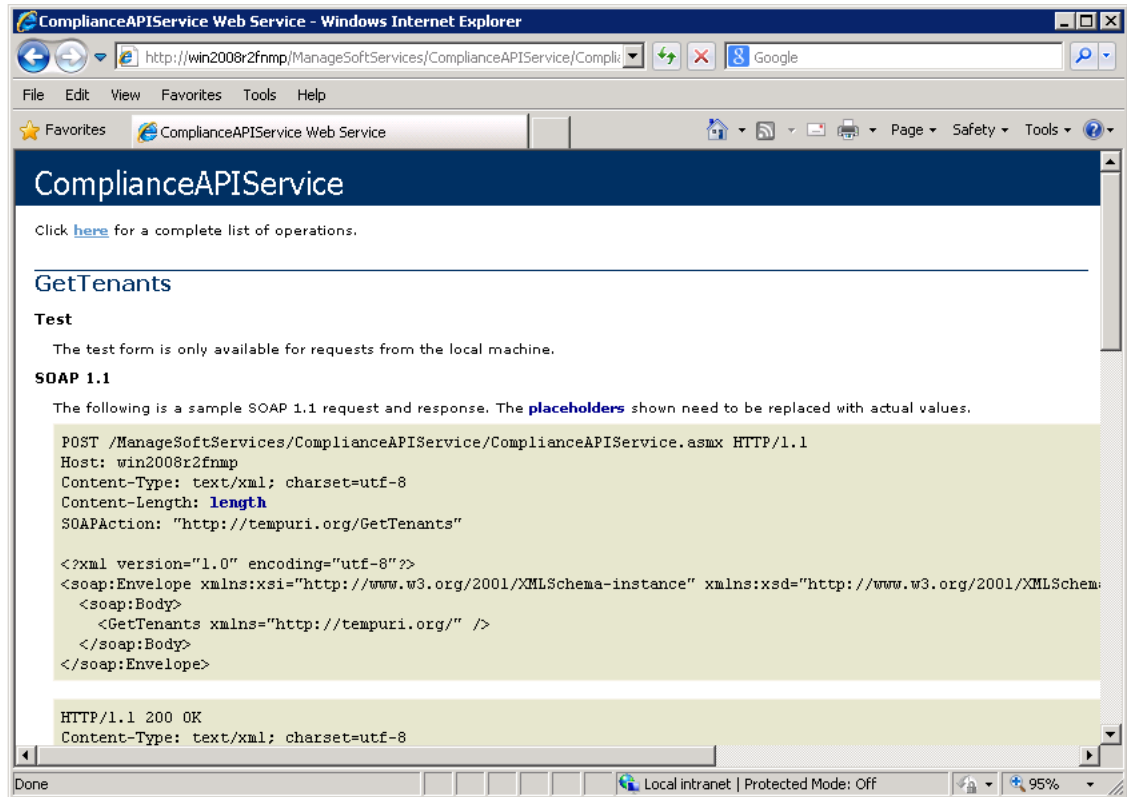 ComplianceAPIService Web Service - Windows Internet Explorer
http://win2008r2fnmp/ManageSoftServices/ComplianceAPIService/Complia
Google
File Edit View Favorites Tools Help
Favorites ComplianceAPIService Web Service Page Safety Tools
ComplianceAPIService
Click here for a complete list of operations.
GetTenants
Test
The test form is only available for requests from the local machine.
SOAP 1.1
The following is a sample SOAP 1.1 request and response. The placeholders shown need to be replaced with actual values.
POST /ManageSoftServices/ComplianceAPIService/ComplianceAPIService.asmx HTTP/1.1
Host: win2008r2fnmp
Content-Type: text/xml; charset=utf-8
Content-Length: length
SOAPAction: "http://tempuri.org/GetTenants"
<?xml version="1.0" encoding="utf-8"?>
<soap:Envelope xmlns:xsi="http://www.w3.org/2001/XMLSchema-instance" xmlns:xsd="http://www.w3.org/2001/XMLSchem
<soap:Body>
<GetTenants xmlns="http://tempuri.org/" />
</soap:Body>
</soap:Envelope>
HTTP/1.1 200 OK
Content-Type: text/xml; charset=utf-8
Done Local intranet | Protected Mode: Off 95%